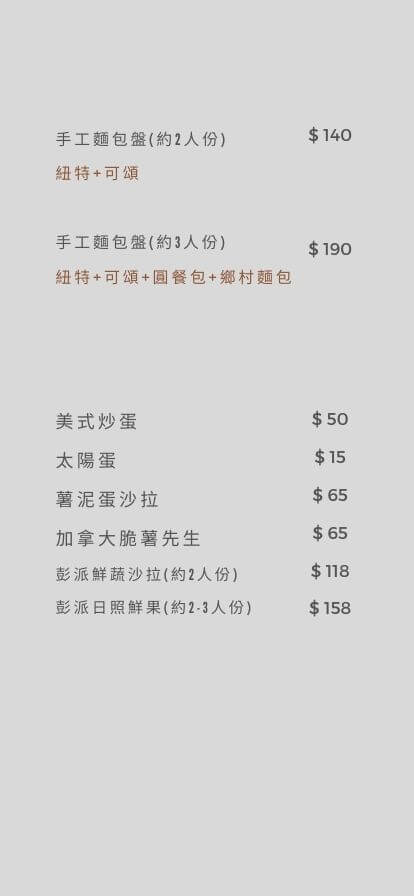 手工麵包盤(約2人份) $140
紐特+可頌
手工麵包盤(約3人份) $190
紐特+可頌+圓餐包+鄉村麵包
美式炒蛋 $50
太陽蛋 $15
薯泥蛋沙拉 $65
加拿大脆薯先生 $65
彭派鮮蔬沙拉(約2人份) $118
彭派日照鮮果(約2-3人份) $158